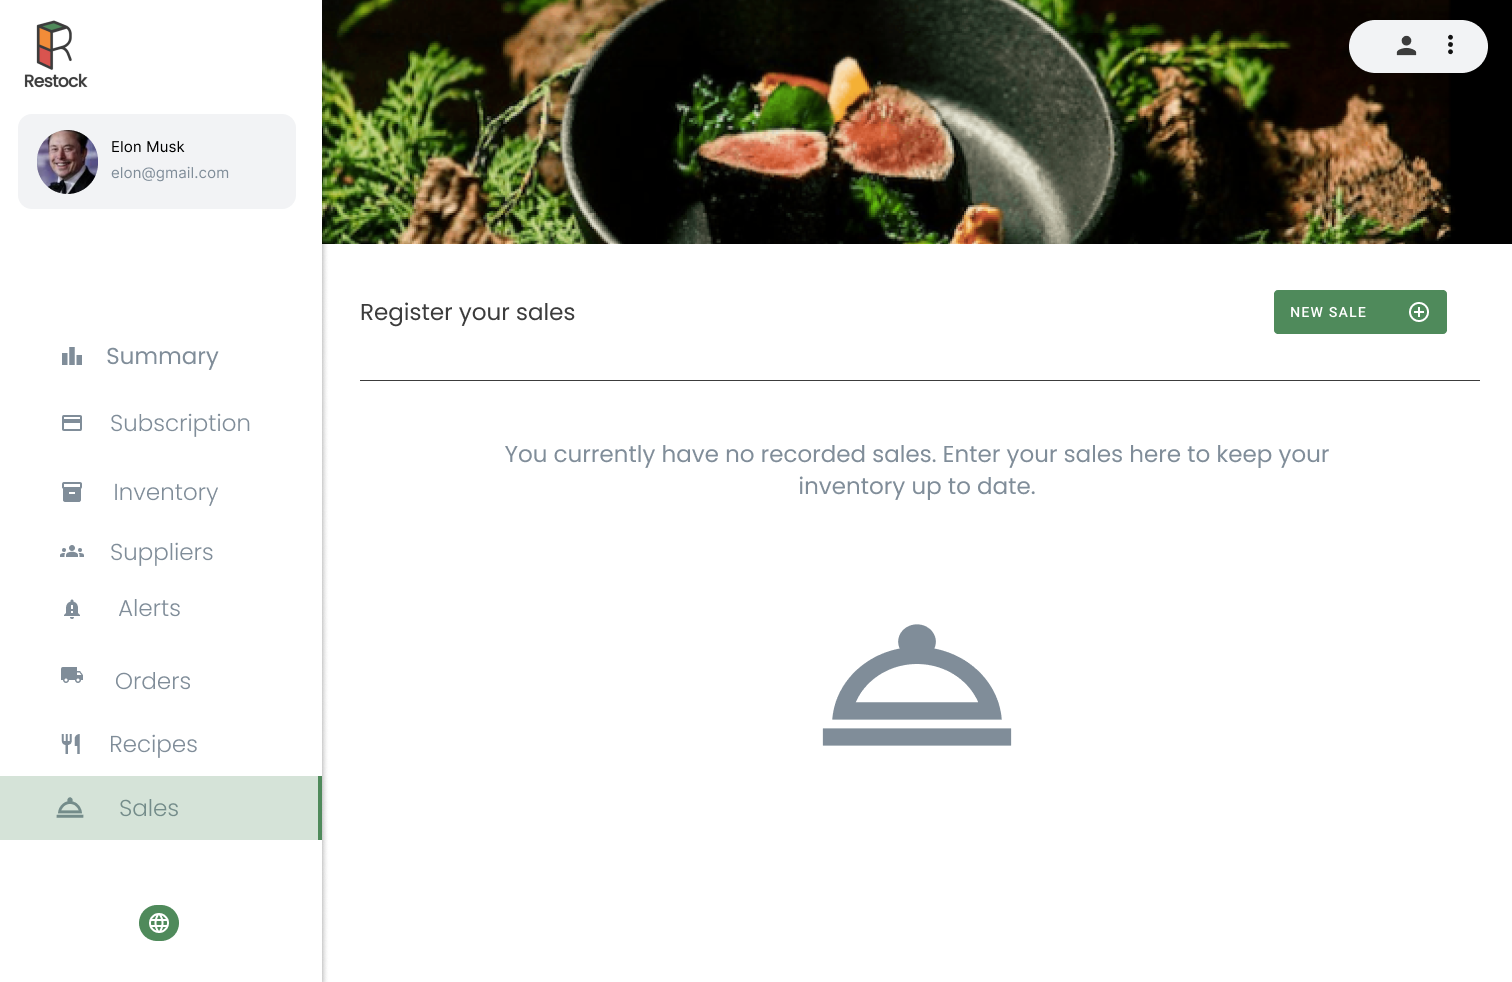 Restock
Elon Musk
elon@gmail.com
Summary
Subscription
Inventory
Suppliers
Alerts
Orders
Recipes
Sales
Register your sales
NEW SALE
You currently have no recorded sales. Enter your sales here to keep your
inventory up to date.